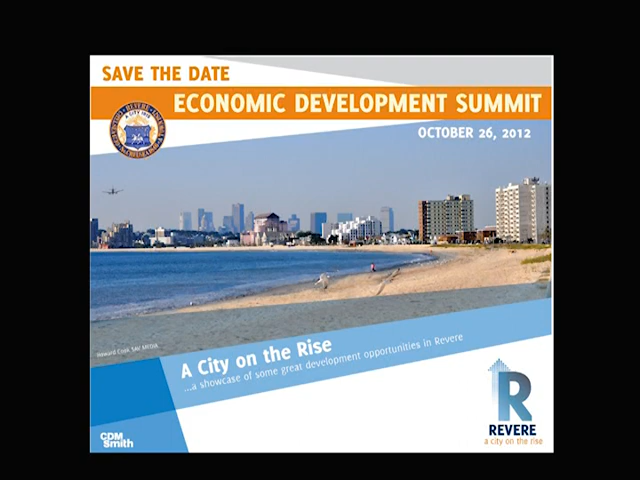 SAVE THE DATE
ECONOMIC DEVELOPMENT SUMMIT
OCTOBER 26, 2012
A City on the Rise
...a showcase of some great development opportunities in Revere
CDM
Smith
REVERE
a city on the rise